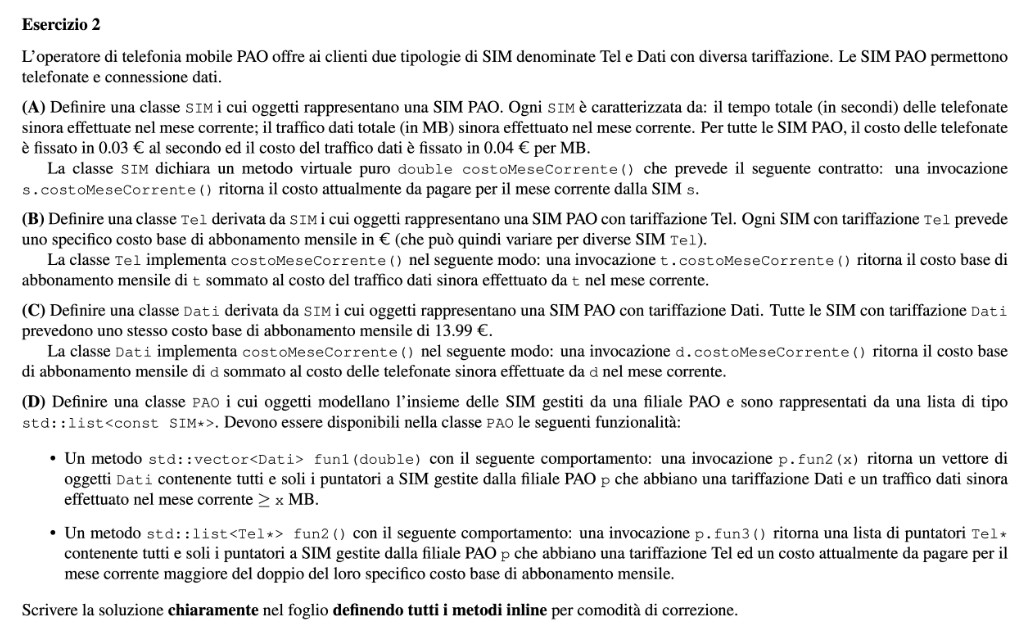 Esercizio 2
L'operatore di telefonia mobile PAO offre ai clienti due tipologie di SIM denominate Tel e Dati con diversa tariffazione. Le SIM PAO permettono
telefonate e connessione dati.
(A) Definire una classe SIM i cui oggetti rappresentano una SIM PAO. Ogni SIM è caratterizzata da: il tempo totale (in secondi) delle telefonate
sinora effettuate nel mese corrente; il traffico dati totale (in MB) sinora effettuato nel mese corrente. Per tutte le SIM PAO, il costo delle telefonate
è fissato in 0.03 € al secondo ed il costo del traffico dati è fissato in 0.04 € per MB.
La classe SIM dichiara un metodo virtuale puro double costoMeseCorrente() che prevede il seguente contratto: una invocazione
s.costoMeseCorrente() ritorna il costo attualmente da pagare per il mese corrente dalla SIM s.
(B) Definire una classe Tel derivata da SIM i cui oggetti rappresentano una SIM PAO con tariffazione Tel. Ogni SIM con tariffazione Tel prevede
uno specifico costo base di abbonamento mensile in € (che può quindi variare per diverse SIM Tel).
La classe Tel implementa costoMeseCorrente() nel seguente modo: una invocazione t.costoMeseCorrente() ritorna il costo base di
abbonamento mensile di t sommato al costo del traffico dati sinora effettuato da t nel mese corrente.
(C) Definire una classe Dati derivata da SIM i cui oggetti rappresentano una SIM PAO con tariffazione Dati. Tutte le SIM con tariffazione Dati
prevedono uno stesso costo base di abbonamento mensile di 13.99 €.
La classe Dati implementa costoMeseCorrente() nel seguente modo: una invocazione d.costoMeseCorrente() ritorna il costo base
di abbonamento mensile di d sommato al costo delle telefonate sinora effettuate da d nel mese corrente.
(D) Definire una classe PAO i cui oggetti modellano l'insieme delle SIM gestiti da una filiale PAO e sono rappresentati da una lista di tipo
std::list<const SIM*>. Devono essere disponibili nella classe PAO le seguenti funzionalità:
• Un metodo std::vector<Dati> fun1(double) con il seguente comportamento: una invocazione p.fun2(x) ritorna un vettore di
oggetti Dati contenente tutti e soli i puntatori a SIM gestite dalla filiale PAO p che abbiano una tariffazione Dati e un traffico dati sinora
effettuato nel mese corrente ≥ x MB.
• Un metodo std::list<Tel*> fun2() con il seguente comportamento: una invocazione p.fun3() ritorna una lista di puntatori Tel*
contenente tutti e soli i puntatori a SIM gestite dalla filiale PAO p che abbiano una tariffazione Tel ed un costo attualmente da pagare per il
mese corrente maggiore del doppio del loro specifico costo base di abbonamento mensile.
Scrivere la soluzione chiaramente nel foglio definendo tutti i metodi inline per comodità di correzione.